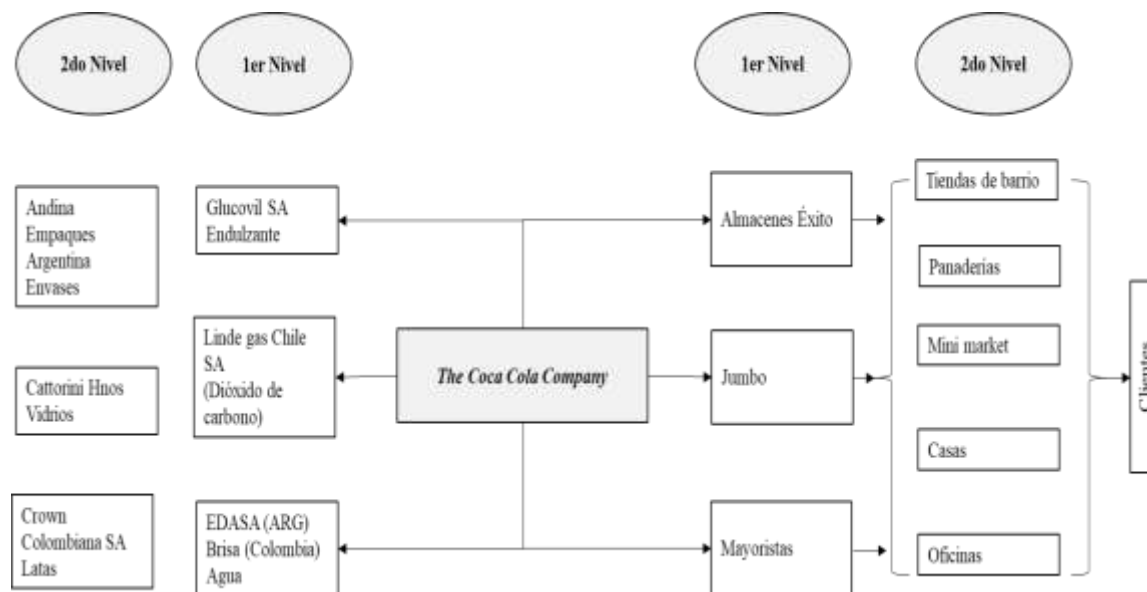 2do Nivel
1er Nivel
1er Nivel
2do Nivel
Andina
Empaques
Argentina
Envases
Cattorini Hnos
Vidrios
Crown
Colombiana SA
Latas
Glucovil SA
Endulzante
Linde gas Chile
SA
(Dióxido de
carbono)
EDASA (ARG)
Brisa (Colombia)
Agua
The Coca Cola Company
Almacenes Éxito
Jumbo
Mayoristas
Tiendas de barrio
Panaderías
Mini market
Casas
Oficinas
Clientes